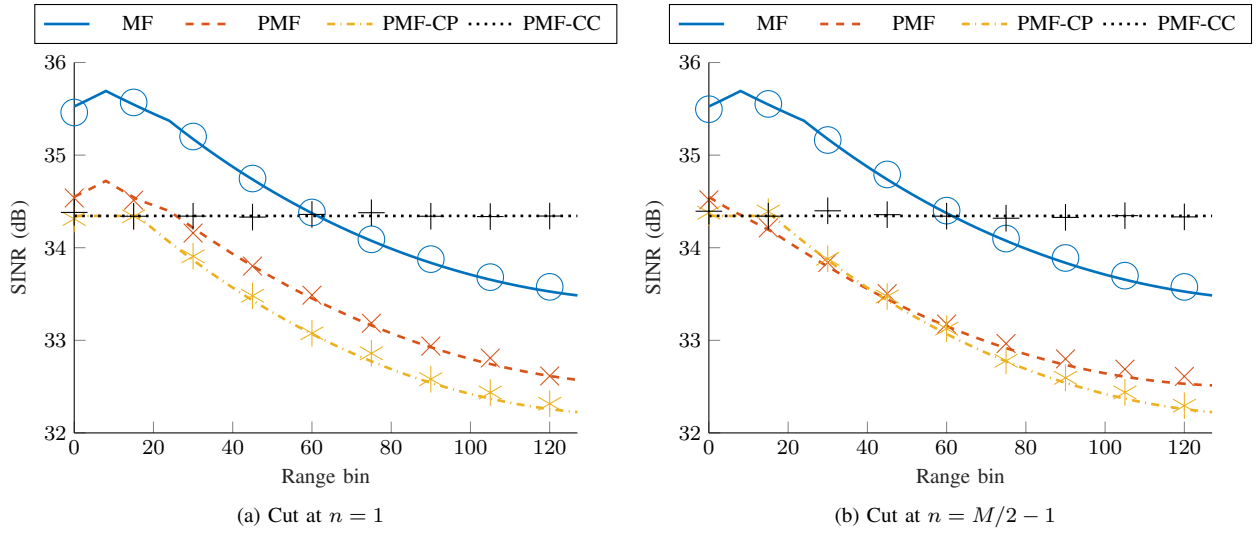 MF PMF PMF-CP PMF-CC
36
35
34
33
32
SINR (dB)
0 20 40 60 80 100 120
Range bin
(a) Cut at n = 1
MF PMF PMF-CP PMF-CC
36
35
34
33
32
SINR (dB)
0 20 40 60 80 100 120
Range bin
(b) Cut at n = M/2 − 1